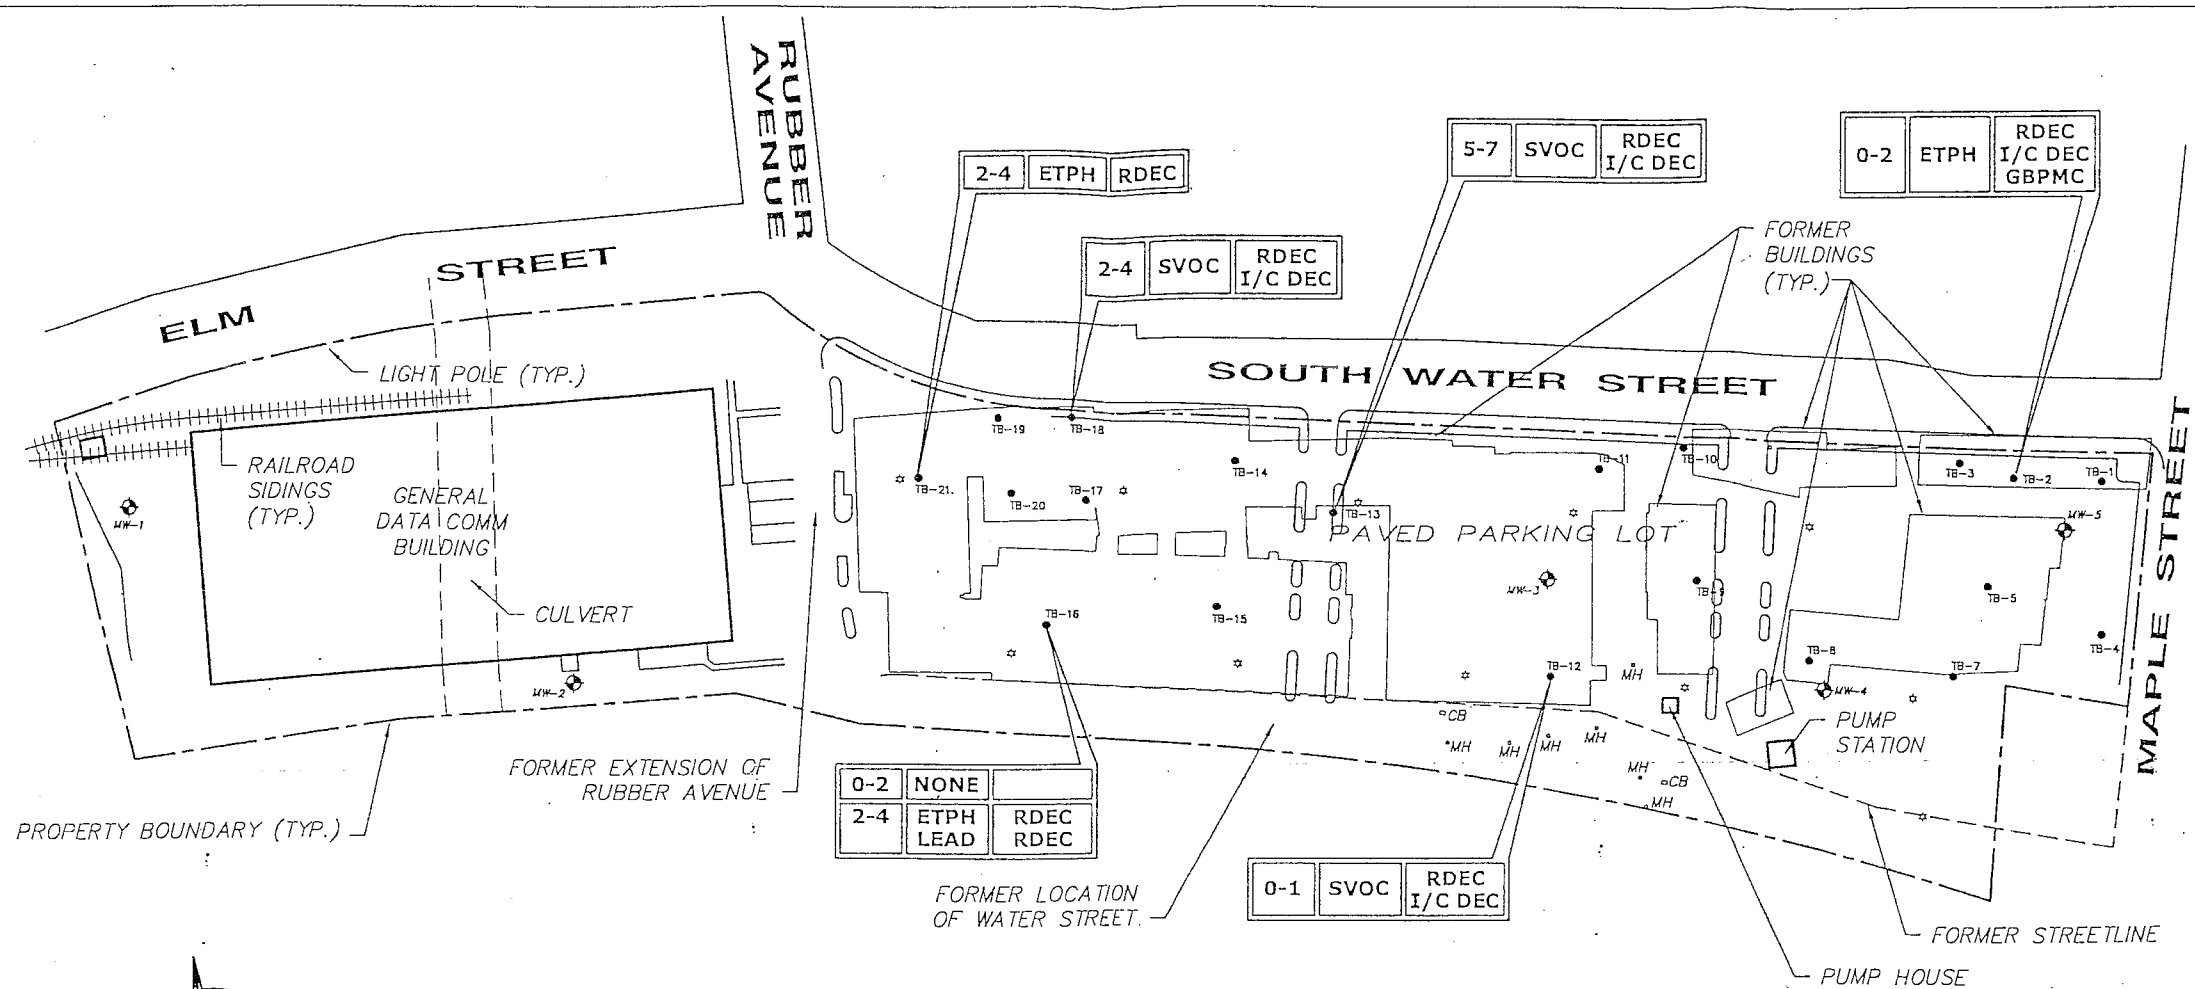 RUBBER
AVENUE
ELM
STREET
SOUTH WATER STREET
MAPLE STREET
2-4 ETPH RDEC
2-4 SVOC RDEC
I/C DEC
5-7 SVOC RDEC
I/C DEC
0-2 ETPH RDEC
I/C DEC
GBPMC
FORMER
BUILDINGS
(TYP.)
LIGHT POLE (TYP.)
RAILROAD
SIDINGS
(TYP.)
GENERAL
DATA COMM
BUILDING
CULVERT
MW-1
MW-2
TB-19
TB-18
TB-14
TB-21.
TB-20
TB-17
TB-13
TB-11
TB-10
TB-3
TB-2
TB-1
MW-5
PAVED PARKING LOT
MW-3
TB-5
TB-16
TB-15
TB-12
TB-8
TB-7
TB-4
MW-4
MH
CB
MH
MH
MH
MH
MH
CB
MH
PUMP
STATION
FORMER EXTENSION OF
RUBBER AVENUE
PROPERTY BOUNDARY (TYP.)
0-2 NONE
2-4 ETPH RDEC
LEAD RDEC
FORMER LOCATION
OF WATER STREET.
0-1 SVOC RDEC
I/C DEC
FORMER STREETLINE
PUMP HOUSE